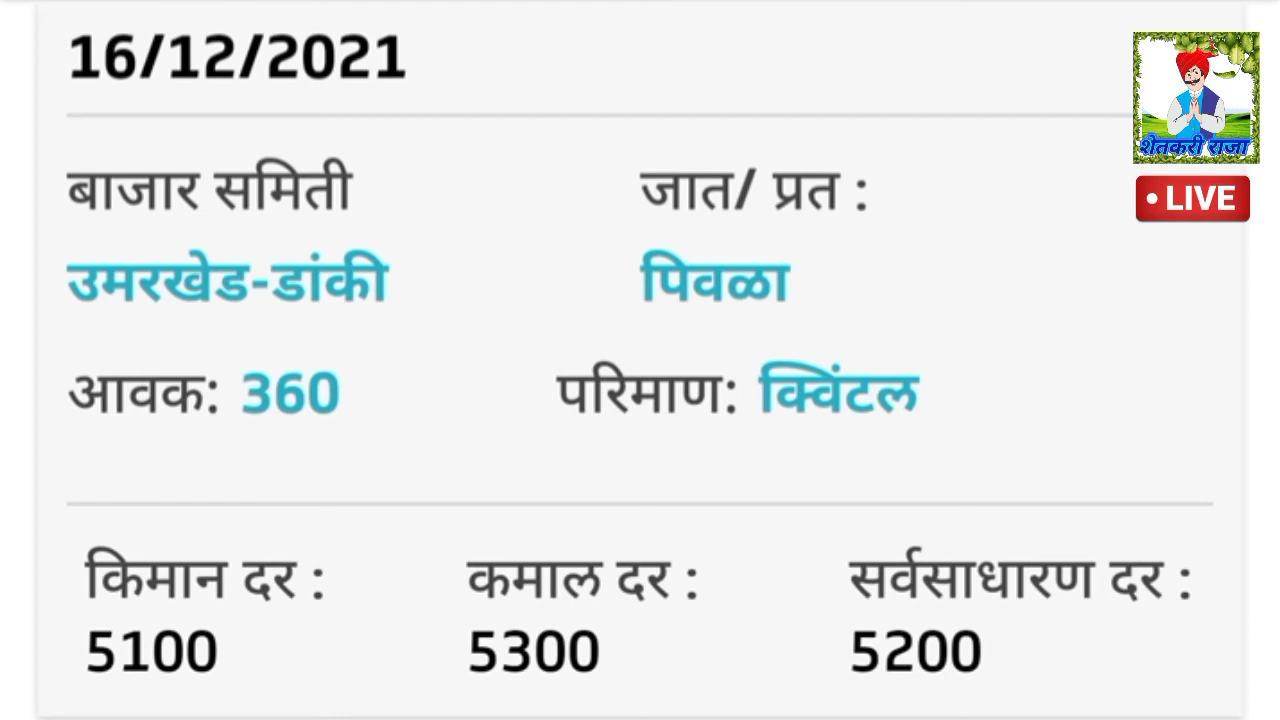 16/12/2021
शेतकरी राजा
• LIVE
बाजार समिती जात/ प्रत :
उमरखेड-डांकी पिवळा
आवक: 360 परिमाण: क्विंटल
किमान दर : कमाल दर : सर्वसाधारण दर :
5100 5300 5200